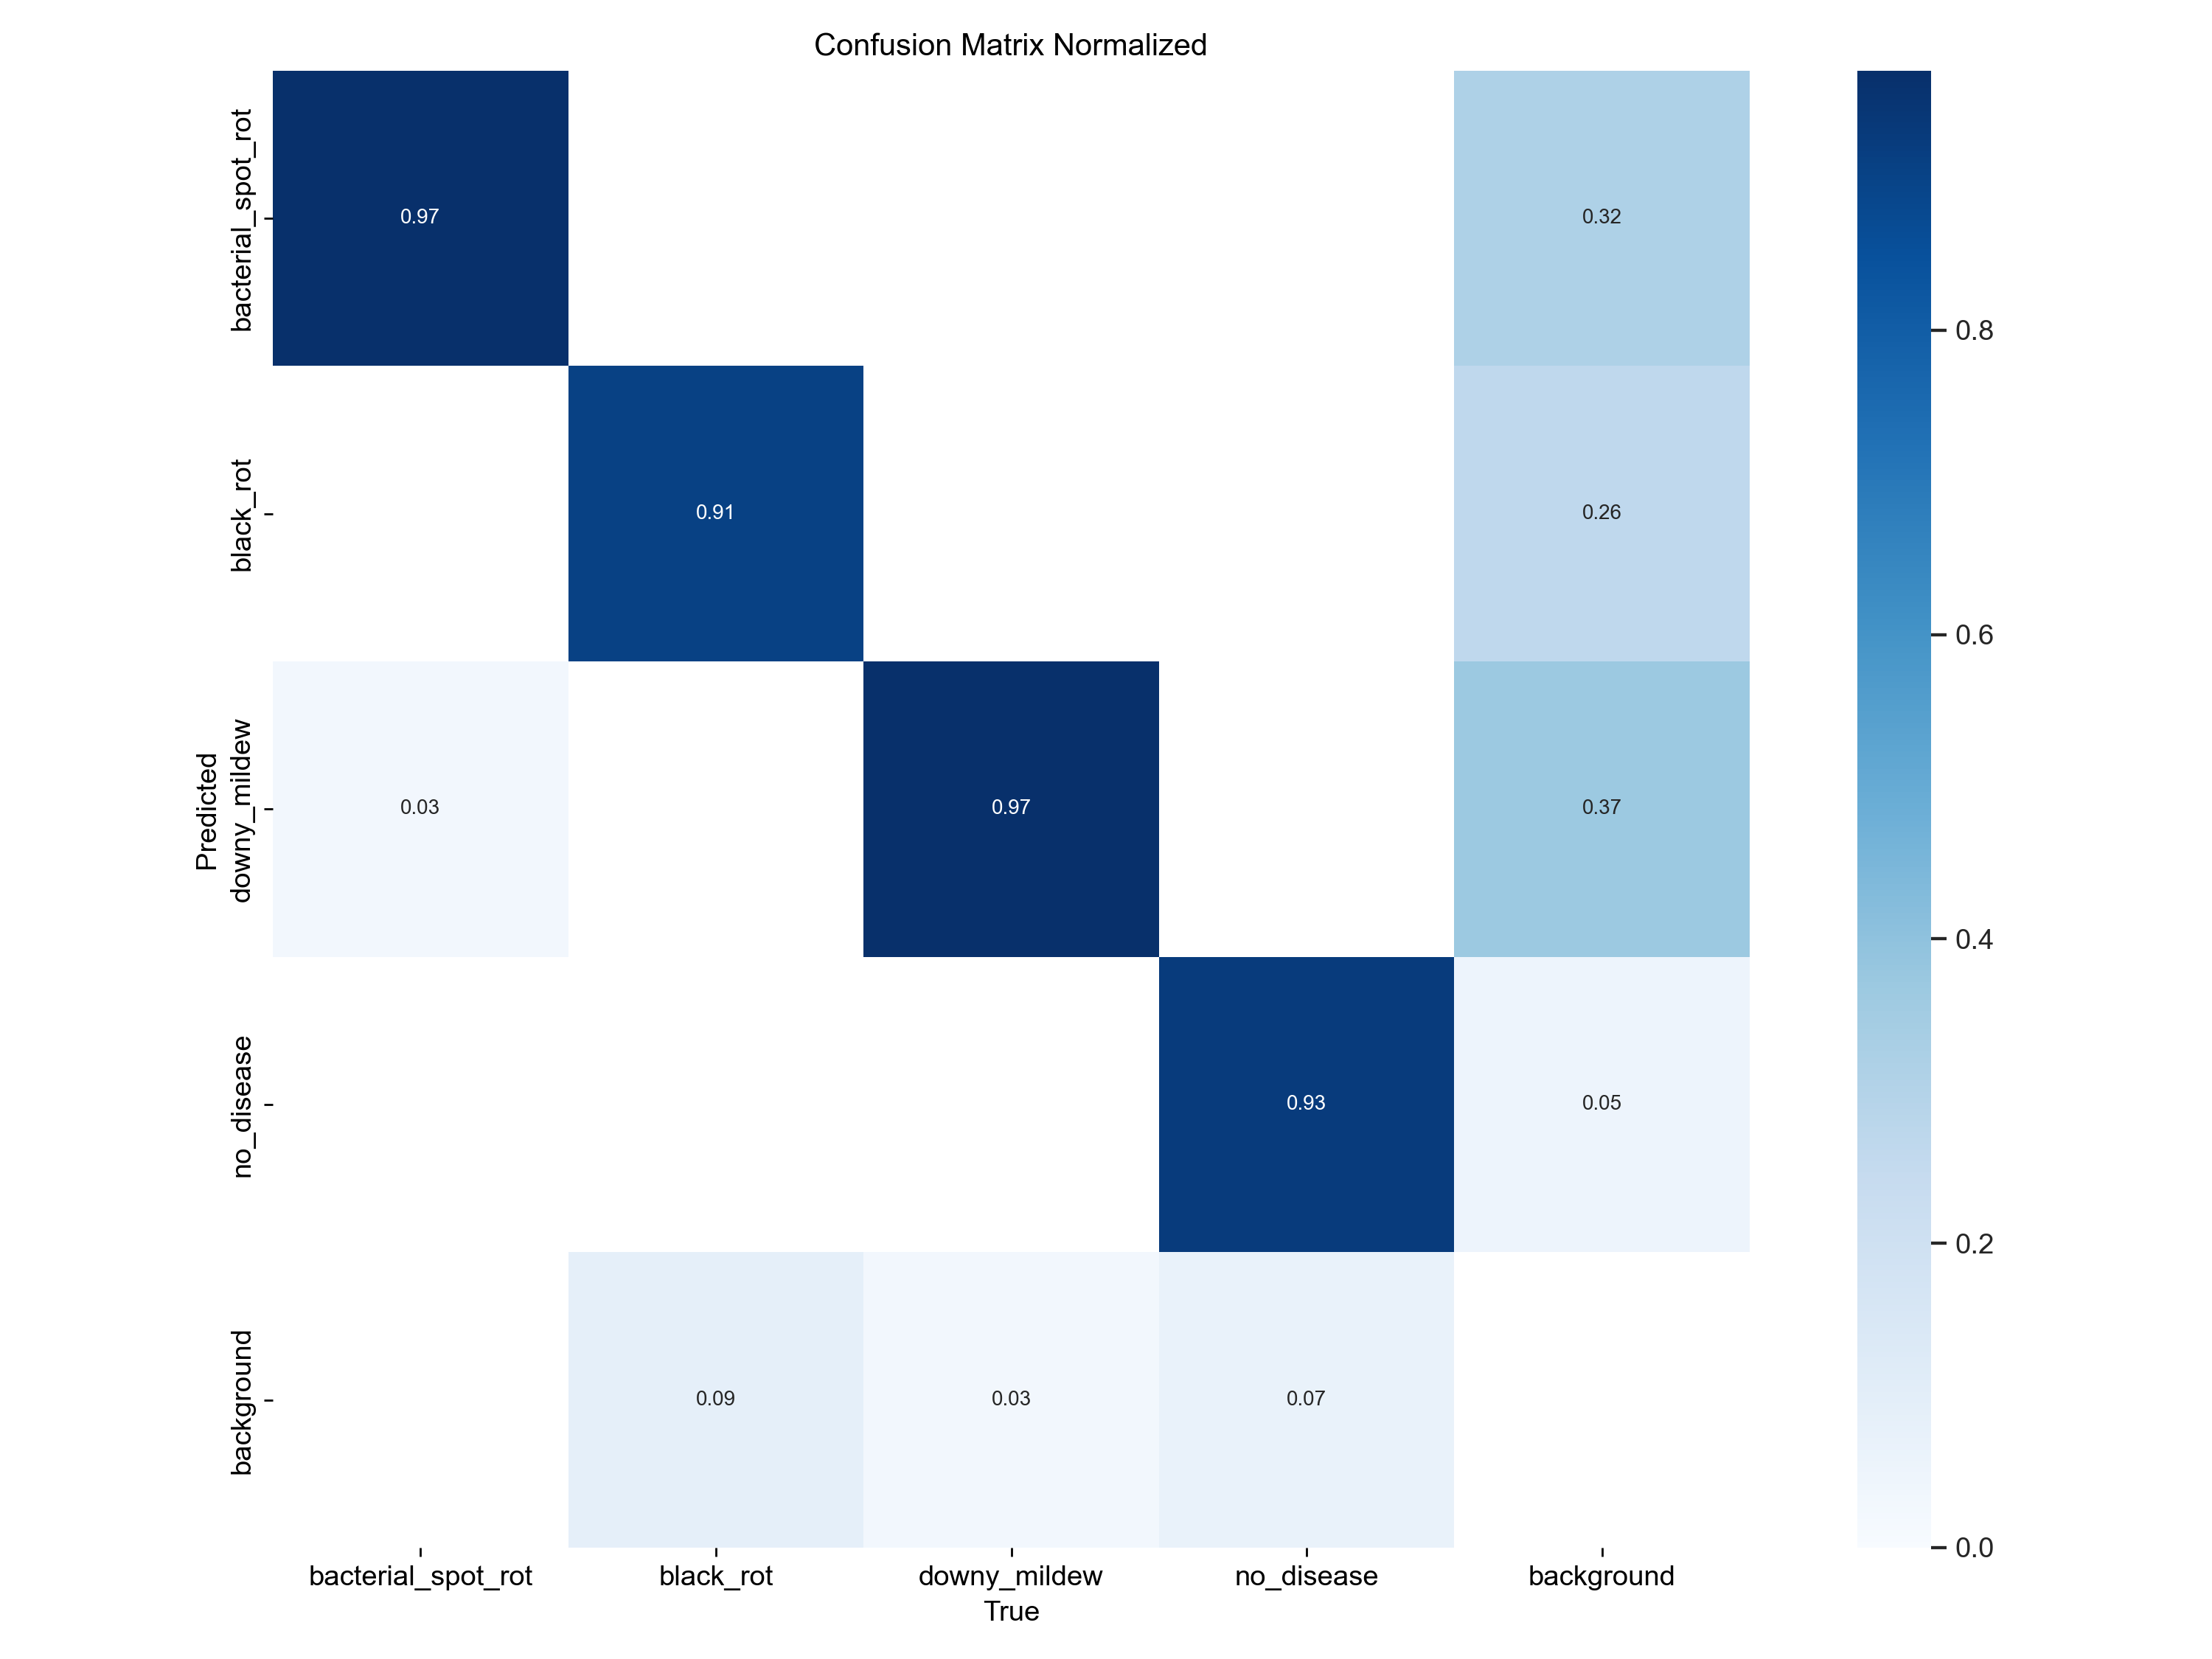 Confusion Matrix Normalized
bacterial_spot_rot
0.97
0.32
0.8
black_rot
0.91
0.26
0.6
Predicted
downy_mildew
0.03
0.97
0.37
0.4
no_disease
0.93
0.05
0.2
background
0.09
0.03
0.07
0.0
bacterial_spot_rot
black_rot
downy_mildew
no_disease
background
True